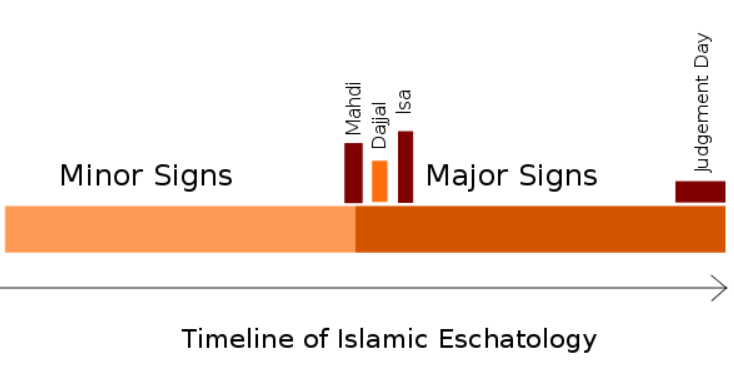 Minor Signs
Mahdi
Dajjal
Isa
Major Signs
Judgement Day
Timeline of Islamic Eschatology